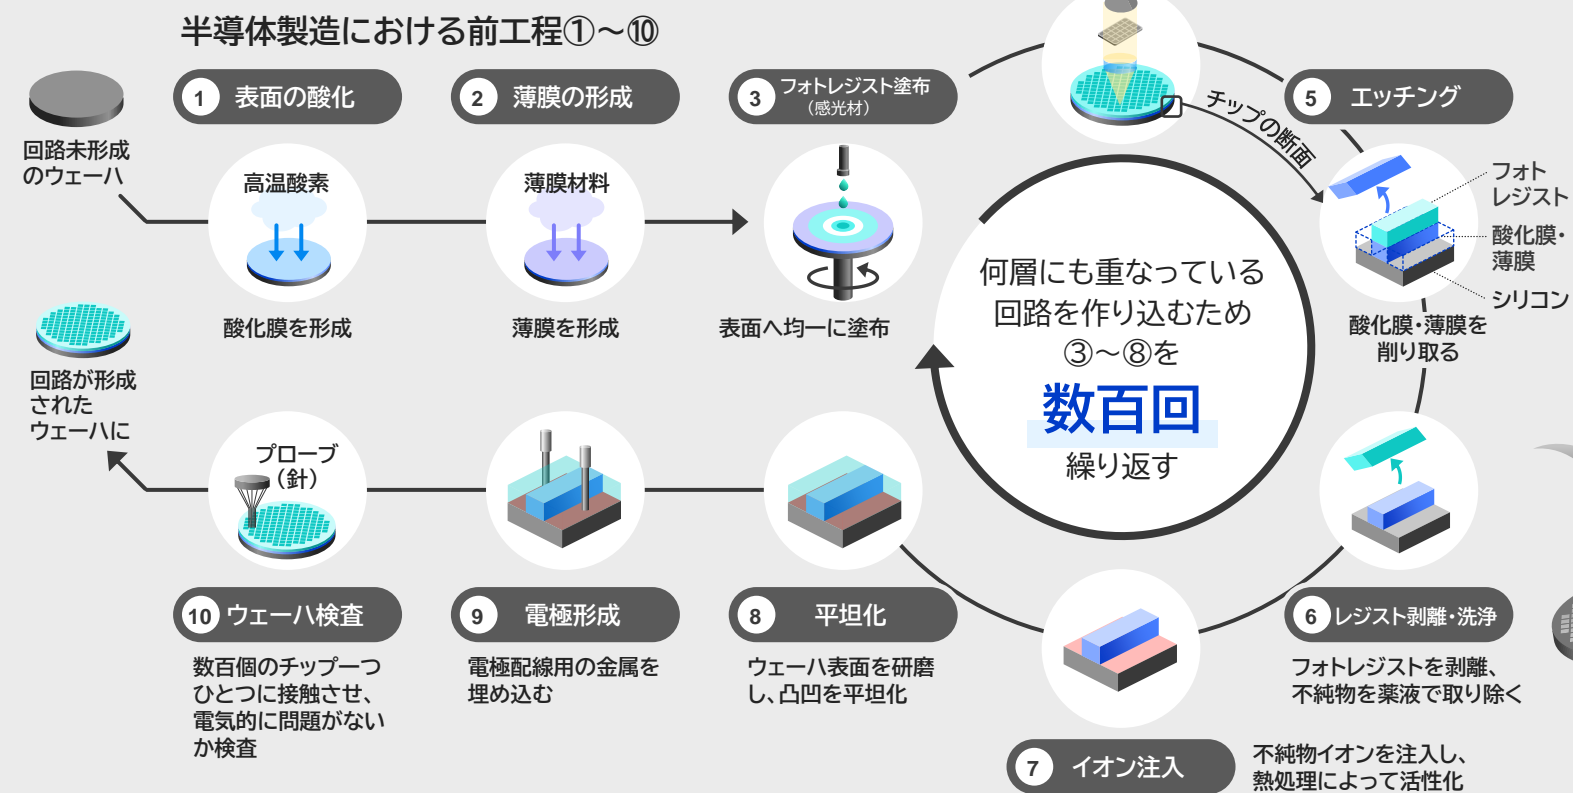 半導体製造における前工程①～⑩
回路未形成
のウェーハ
1 表面の酸化
高温酸素
酸化膜を形成
2 薄膜の形成
薄膜材料
薄膜を形成
3 フォトレジスト塗布
（感光材）
表面へ均一に塗布
チップの断面
5 エッチング
フォト
レジスト
酸化膜・
薄膜
シリコン
酸化膜・薄膜を
削り取る
何層にも重なっている
回路を作り込むため
③～⑧を
数百回
繰り返す
6 レジスト剥離・洗浄
フォトレジストを剥離、
不純物を薬液で取り除く
7 イオン注入
不純物イオンを注入し、
熱処理によって活性化
8 平坦化
ウェーハ表面を研磨
し、凸凹を平坦化
9 電極形成
電極配線用の金属を
埋め込む
プローブ
（針）
10 ウェーハ検査
数百個のチップ一つ
ひとつに接触させ、
電気的に問題がない
か検査
回路が形成
された
ウェーハに